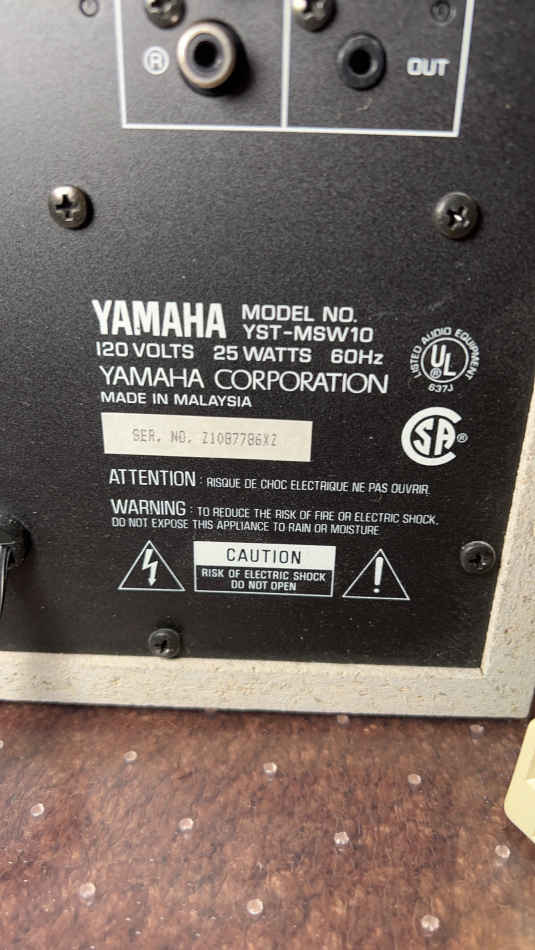 R OUT
YAMAHA MODEL NO.
YST-MSW10
120 VOLTS 25 WATTS 60Hz
YAMAHA CORPORATION
MADE IN MALAYSIA
SER. NO. Z1087786XZ
LISTED AUDIO EQUIPMENT
UL ®
637J
SA ®
ATTENTION : RISQUE DE CHOC ELECTRIQUE NE PAS OUVRIR.
WARNING : TO REDUCE THE RISK OF FIRE OR ELECTRIC SHOCK,
DO NOT EXPOSE THIS APPLIANCE TO RAIN OR MOISTURE
CAUTION
RISK OF ELECTRIC SHOCK
DO NOT OPEN
!